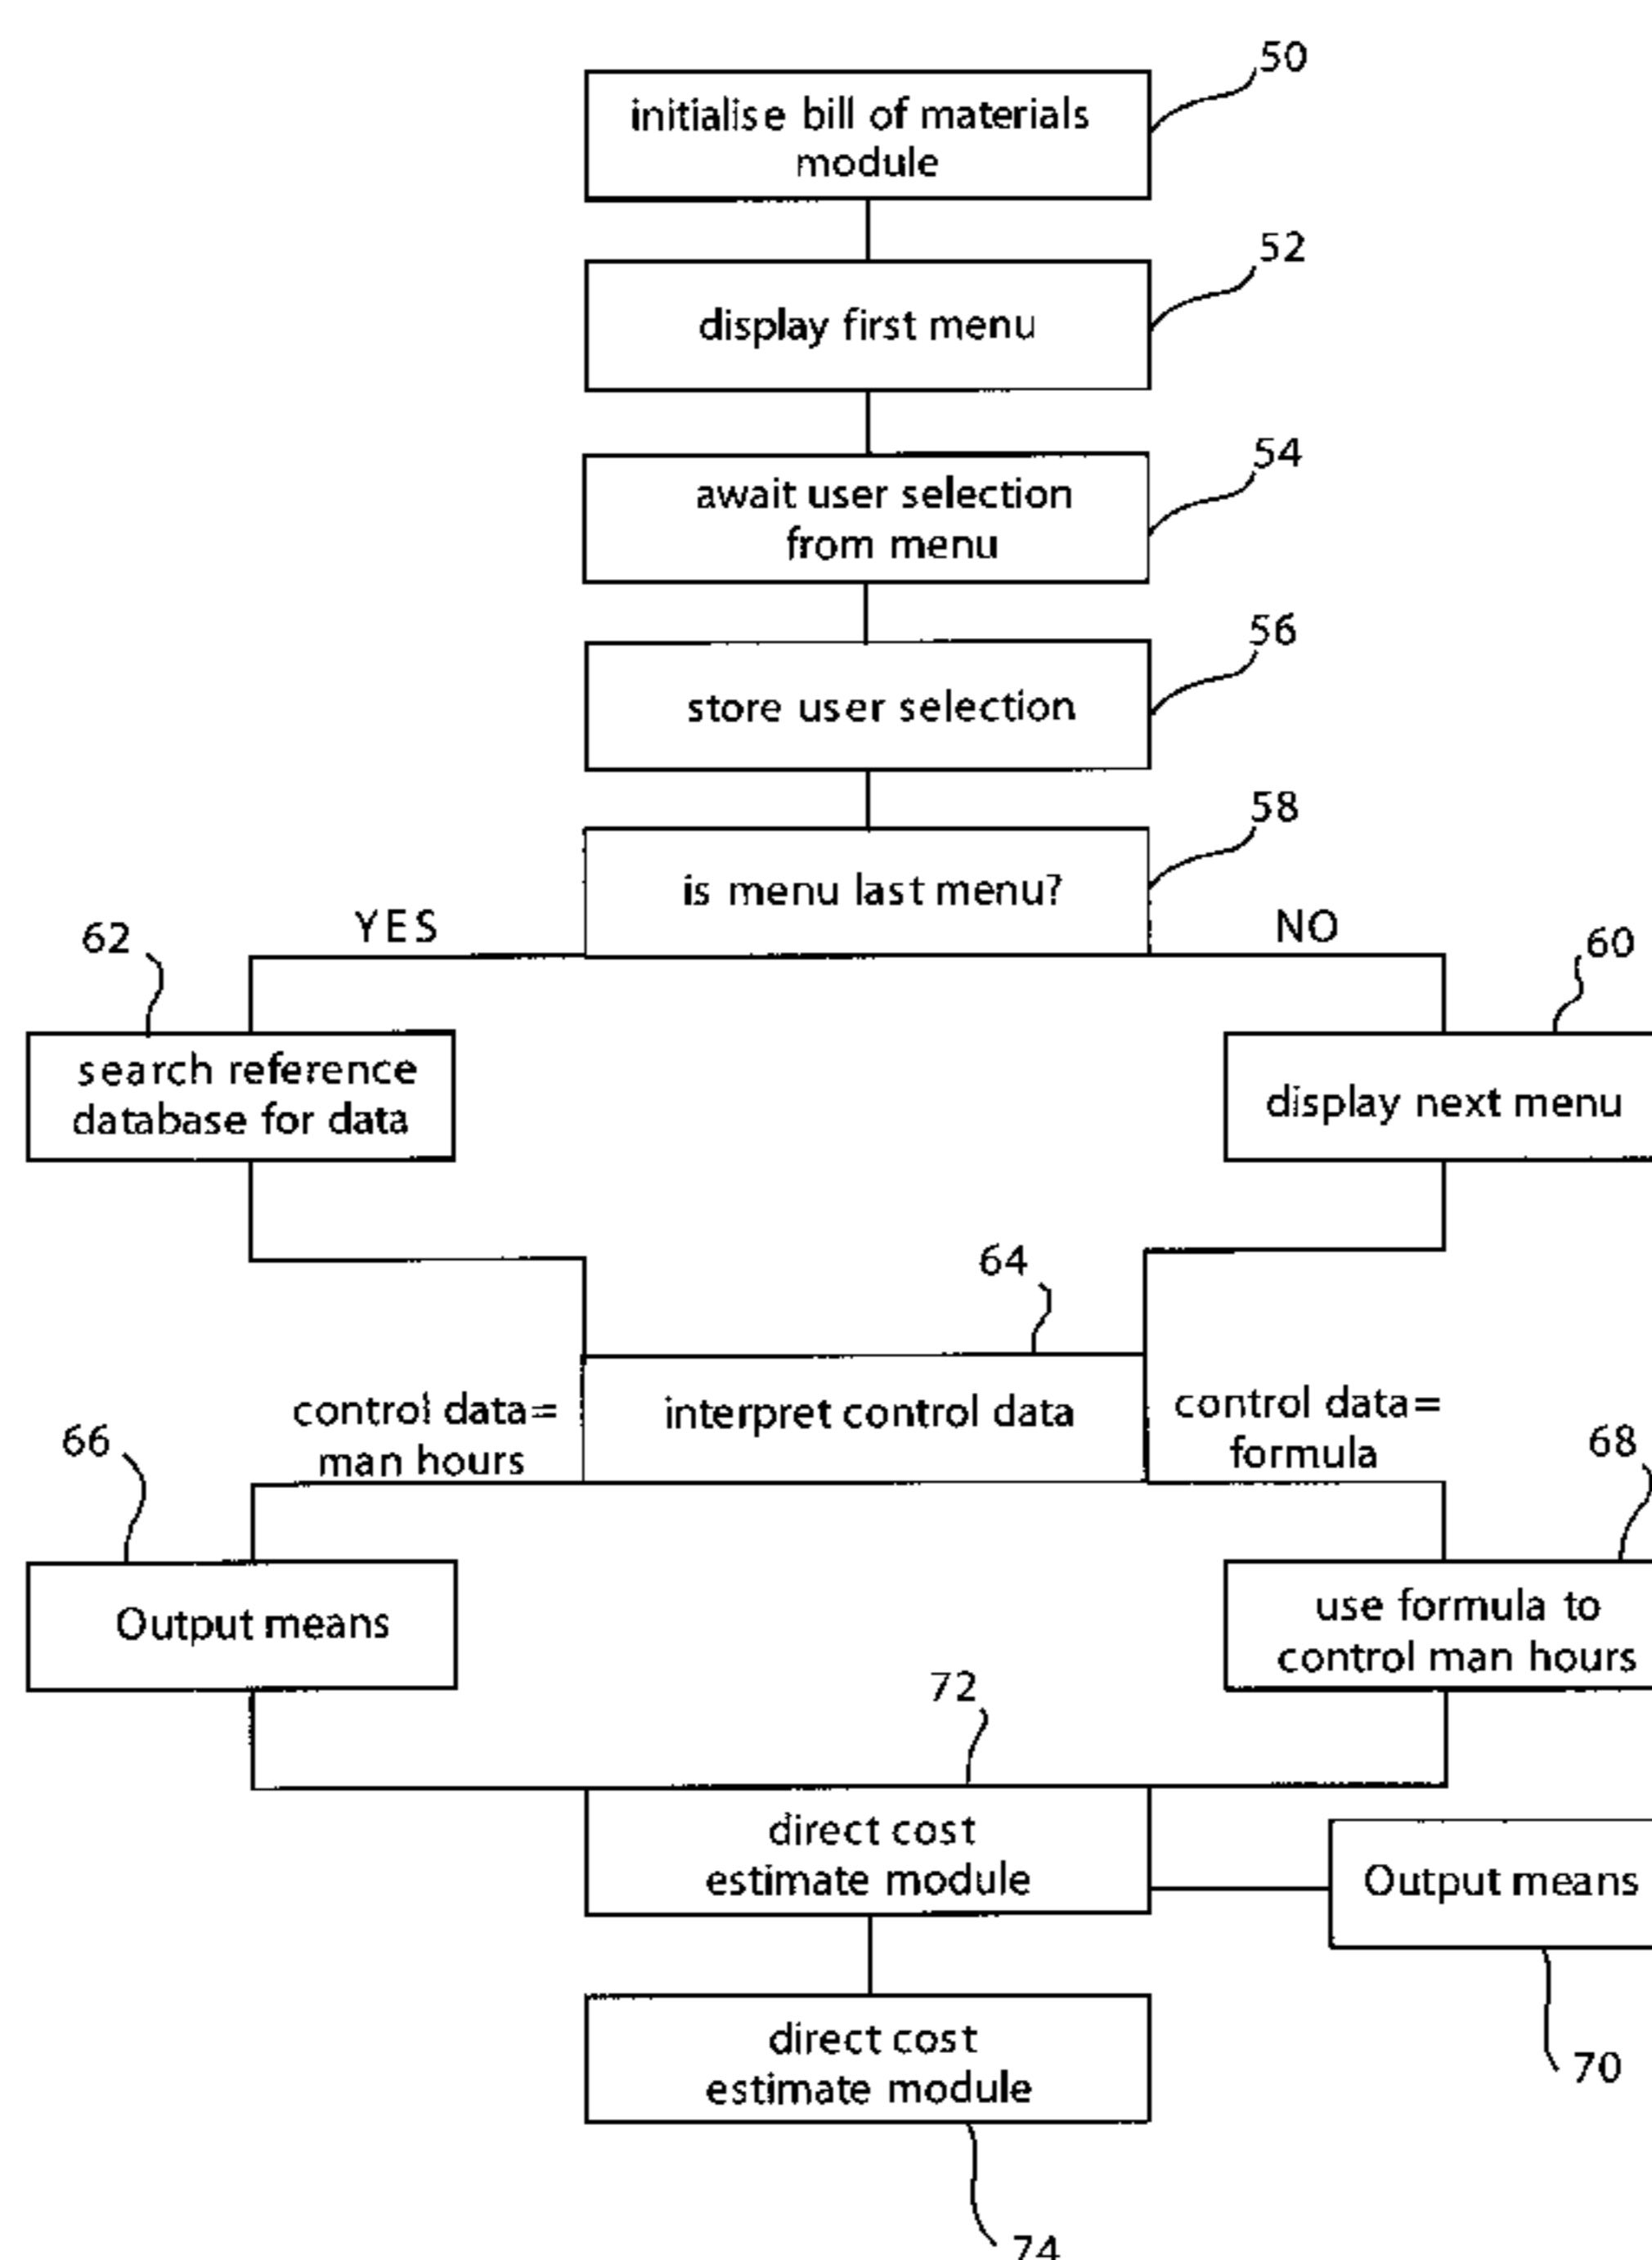 50
initialise bill of materials
module
52
display first menu
54
await user selection
from menu
56
store user selection
58
is menu last menu?
YES
NO
62
60
search reference
database for data
display next menu
64
control data=
man hours
interpret control data
control data=
formula
66
68
Output means
use formula to
control man hours
72
direct cost
estimate module
Output means
70
direct cost
estimate module
74